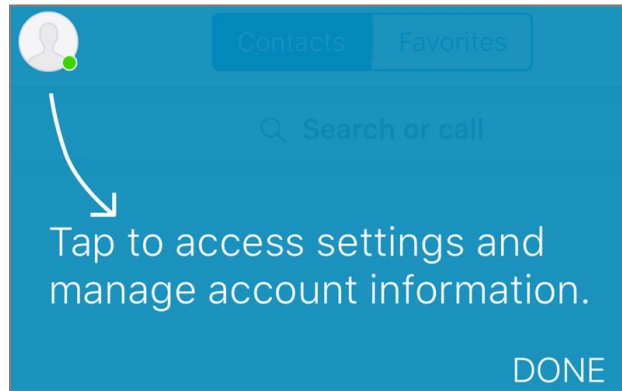 Contacts Favorites
Search or call
Tap to access settings and
manage account information.
DONE